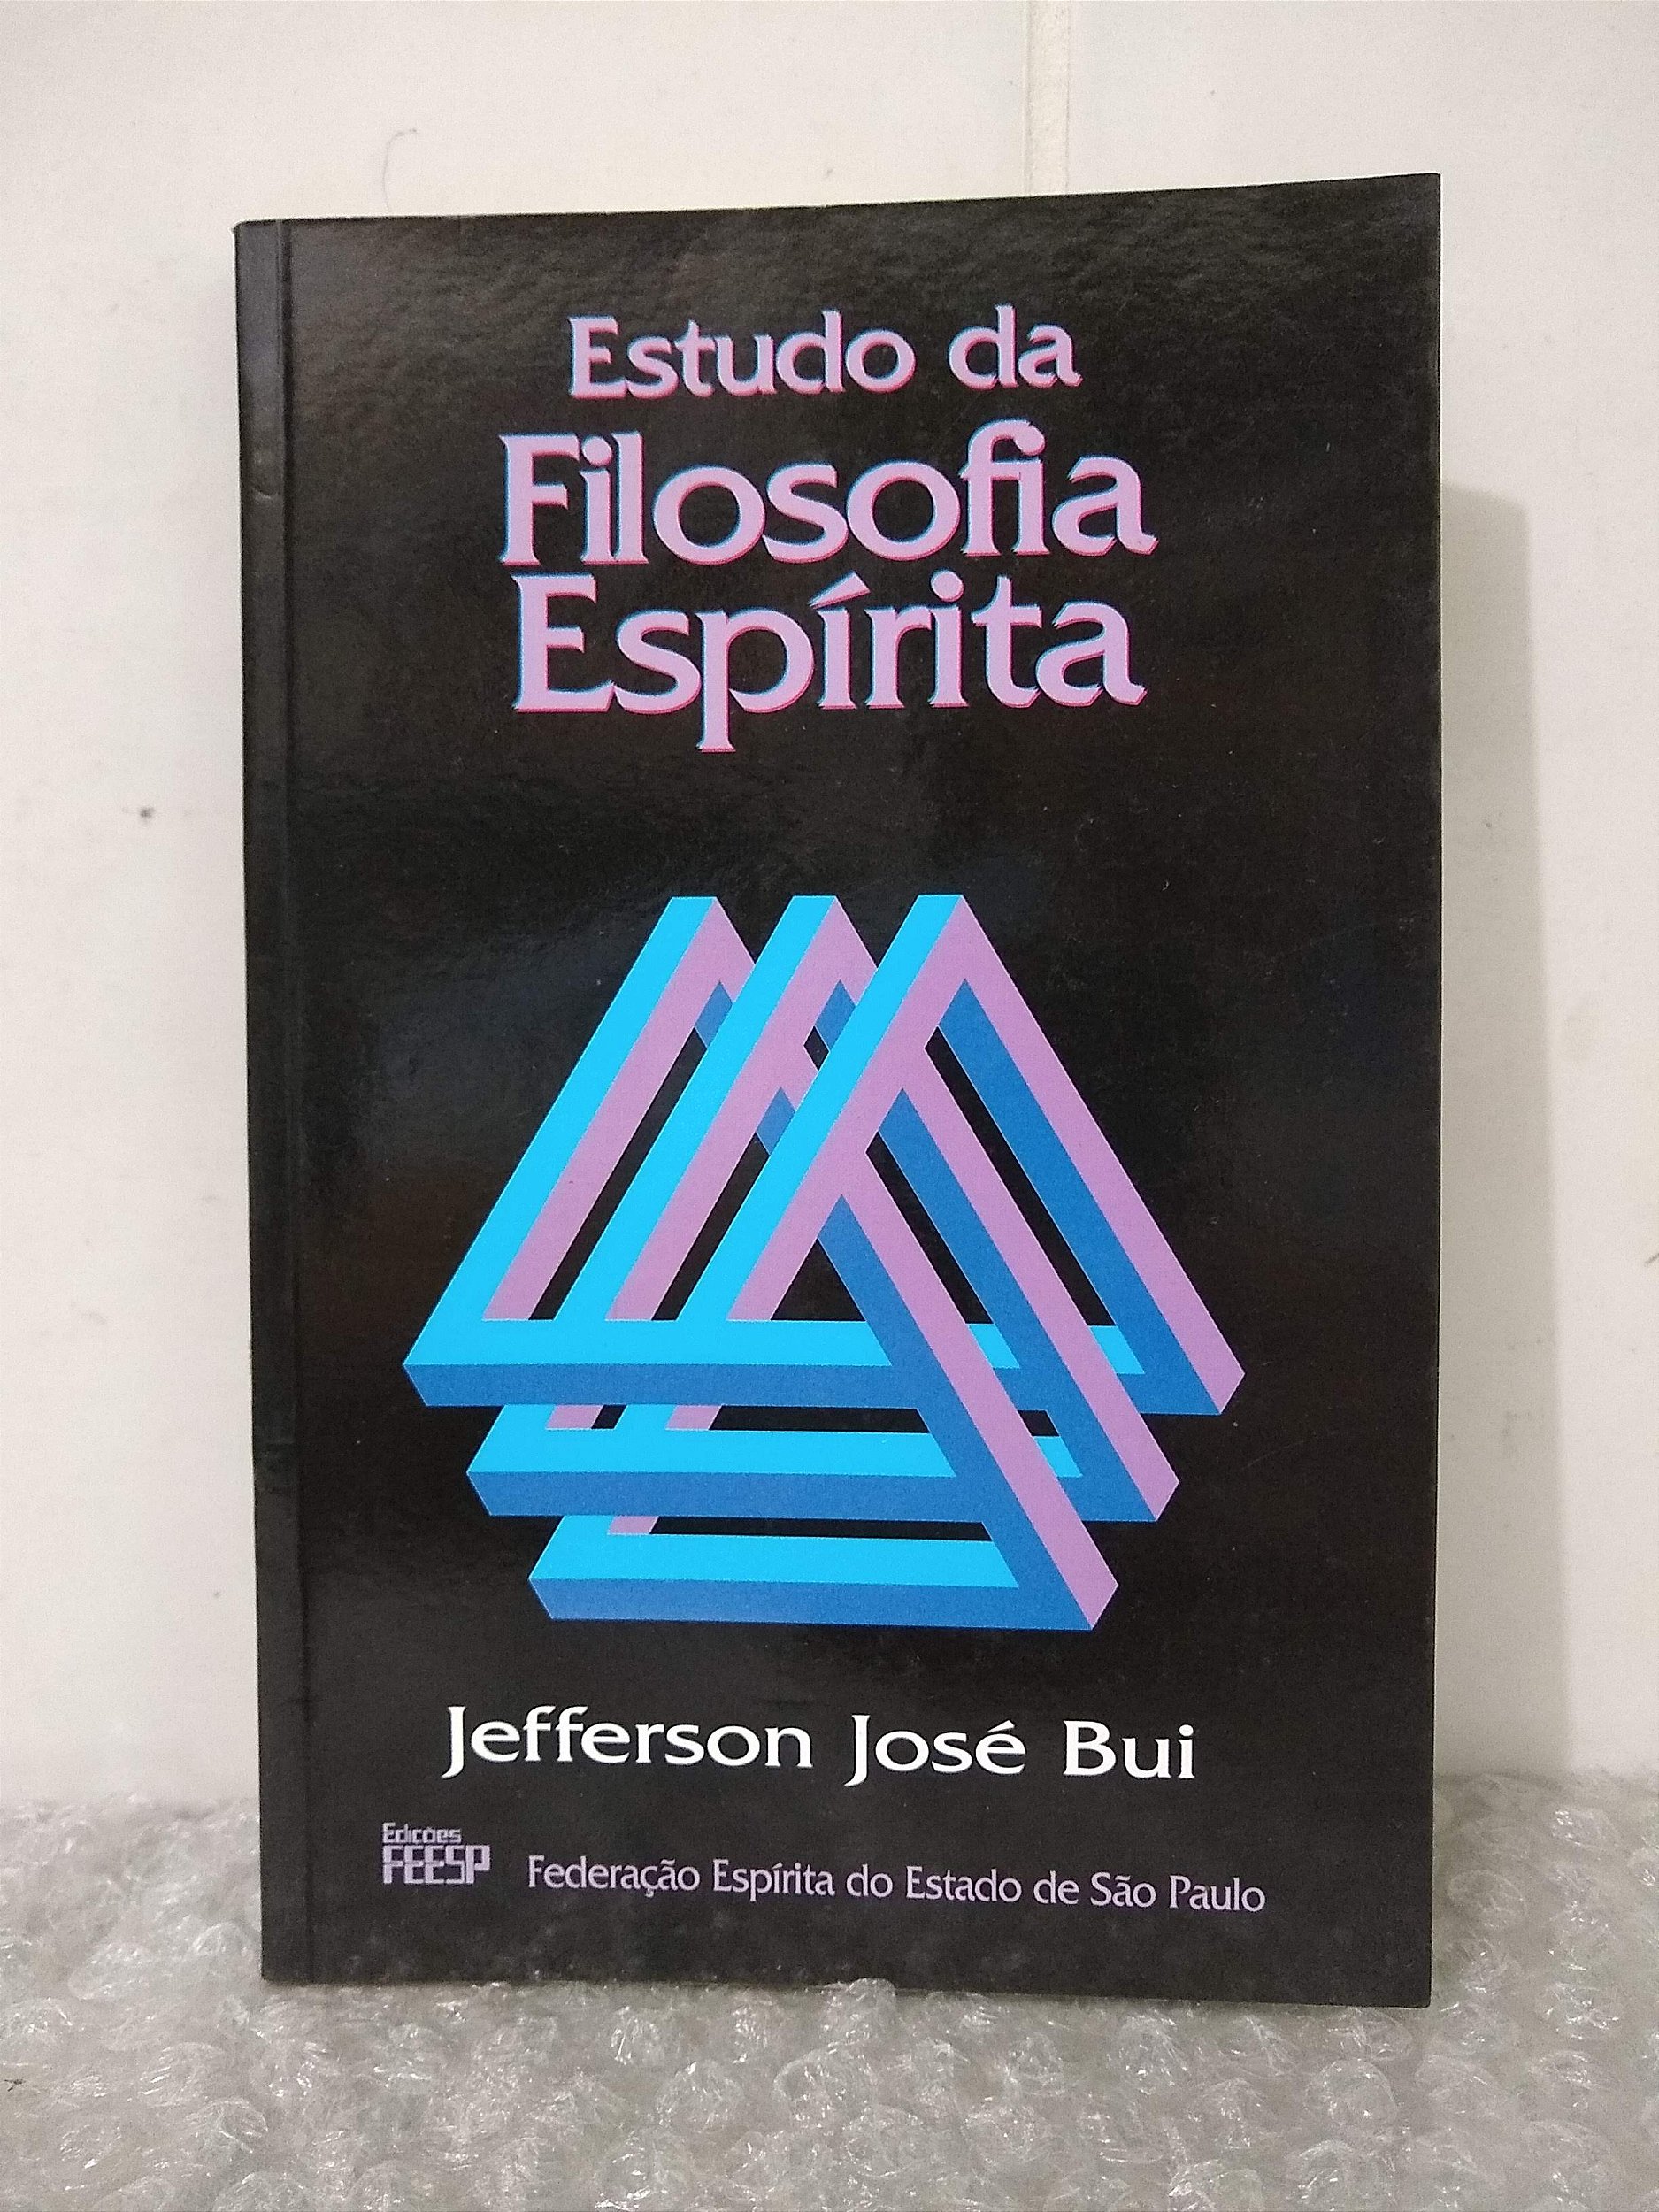 Estudo da
Filosofia
Espírita
Jefferson José Bui
Edições
FEESP
Federação Espírita do Estado de São Paulo